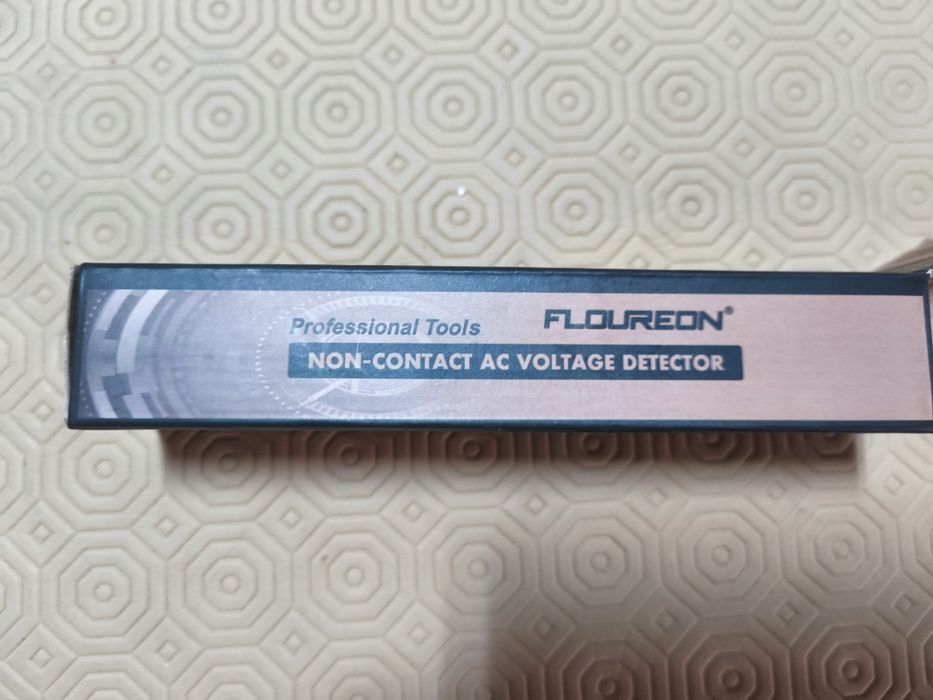 Professional Tools FLOUREON®
NON-CONTACT AC VOLTAGE DETECTOR